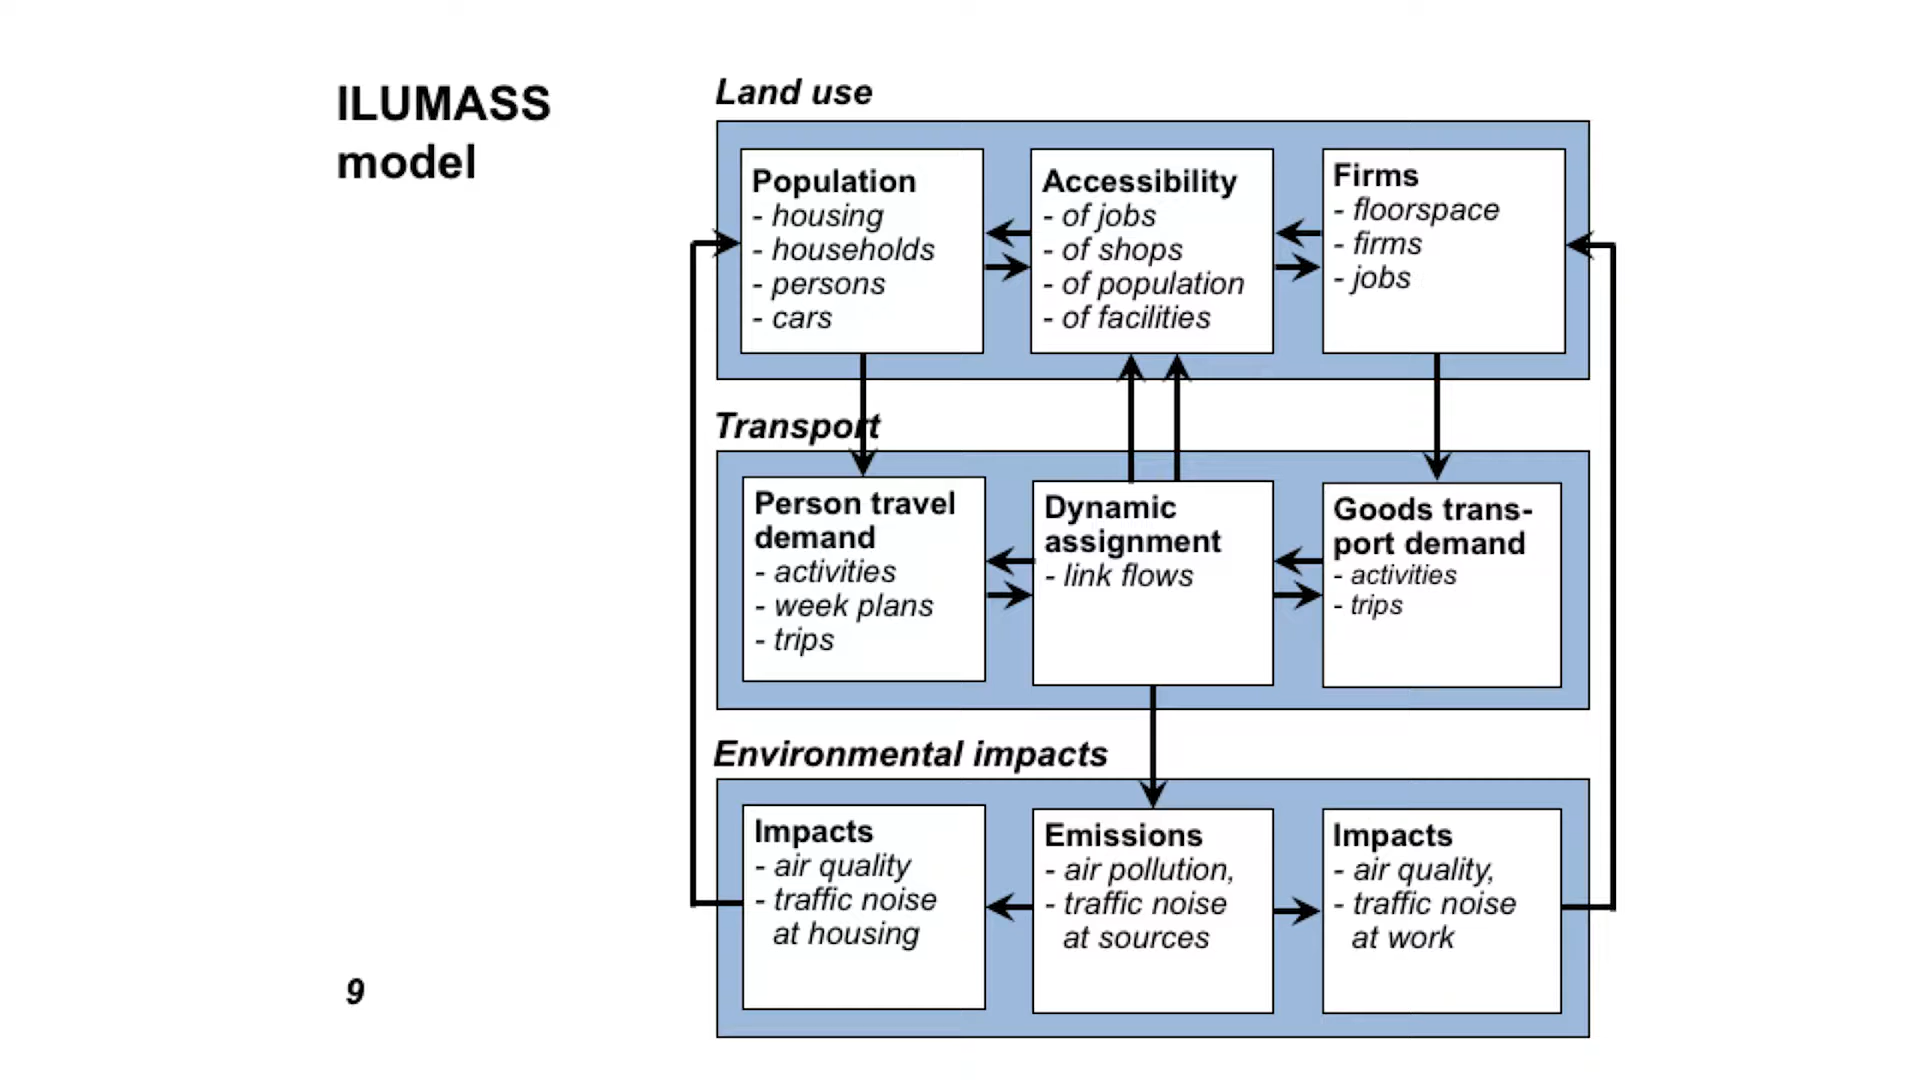 ILUMASS
model
Land use
Population
- housing
- households
- persons
- cars
Accessibility
- of jobs
- of shops
- of population
- of facilities
Firms
- floorspace
- firms
- jobs
Transport
Person travel
demand
- activities
- week plans
- trips
Dynamic
assignment
- link flows
Goods trans-
port demand
- activities
- trips
Environmental impacts
Impacts
- air quality
- traffic noise
at housing
Emissions
- air pollution,
- traffic noise
at sources
Impacts
- air quality,
- traffic noise
at work
9